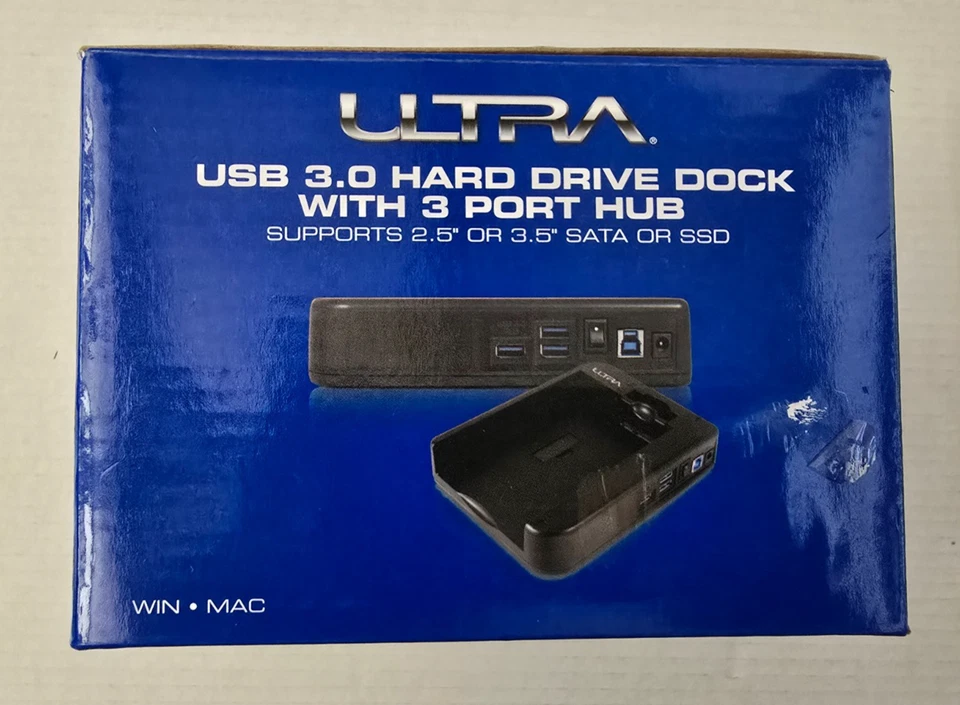 ULTRA®
USB 3.0 HARD DRIVE DOCK
WITH 3 PORT HUB
SUPPORTS 2.5" OR 3.5" SATA OR SSD
ULTRA
WIN • MAC